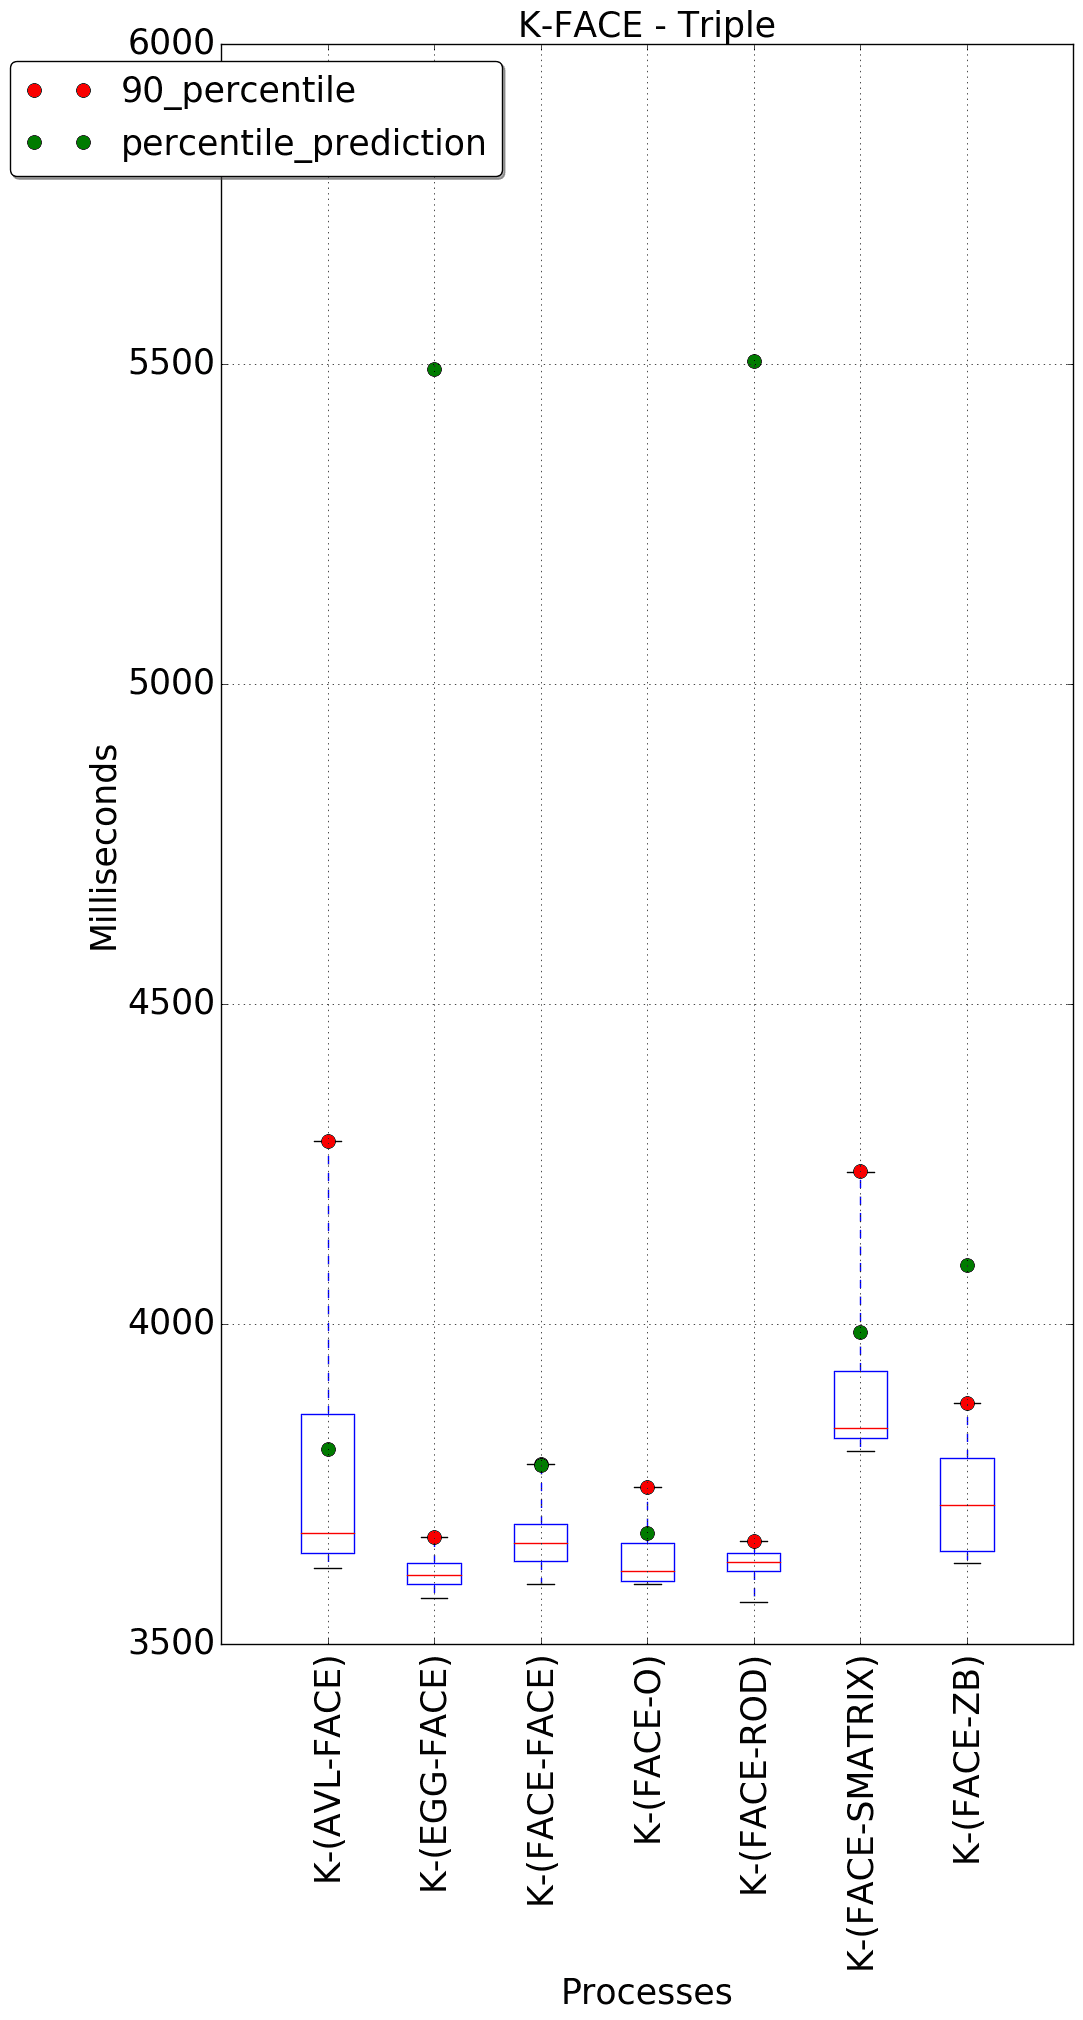 K-FACE - Triple
6000
90_percentile
percentile_prediction
5500
5000
4500
4000
3500
Milliseconds
K-(AVL-FACE)
K-(EGG-FACE)
K-(FACE-FACE)
K-(FACE-O)
K-(FACE-ROD)
K-(FACE-SMATRIX)
K-(FACE-ZB)
Processes